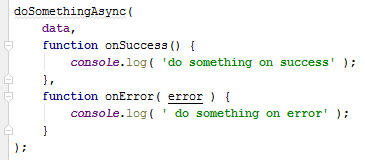 doSomethingAsync(
    data,
    function onSuccess() {
        console.log( 'do something on success' );
    },
    function onError( error ) {
        console.log( ' do something on error' );
    }
);